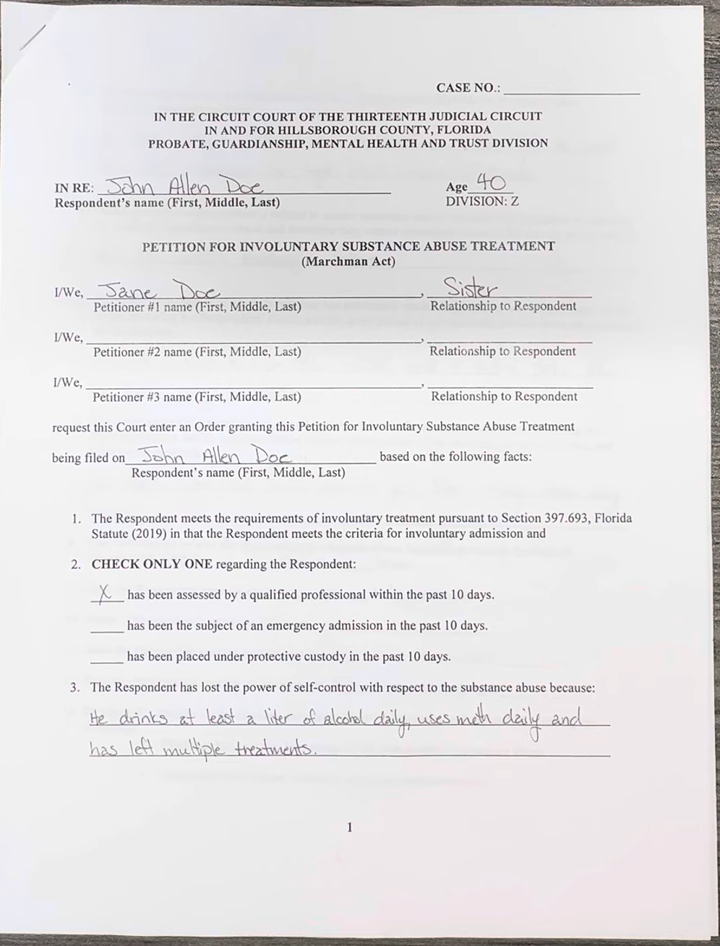 CASE NO.: ____________________
IN THE CIRCUIT COURT OF THE THIRTEENTH JUDICIAL CIRCUIT
IN AND FOR HILLSBOROUGH COUNTY, FLORIDA
PROBATE, GUARDIANSHIP, MENTAL HEALTH AND TRUST DIVISION
IN RE: John Allen Doe Age 40
Respondent's name (First, Middle, Last) DIVISION: Z
PETITION FOR INVOLUNTARY SUBSTANCE ABUSE TREATMENT
(Marchman Act)
I/We, Jane Doe, Sister
Petitioner #1 name (First, Middle, Last) Relationship to Respondent
I/We, ____________________, ____________________
Petitioner #2 name (First, Middle, Last) Relationship to Respondent
I/We, ____________________, ____________________
Petitioner #3 name (First, Middle, Last) Relationship to Respondent
request this Court enter an Order granting this Petition for Involuntary Substance Abuse Treatment
being filed on John Allen Doe based on the following facts:
Respondent's name (First, Middle, Last)
1. The Respondent meets the requirements of involuntary treatment pursuant to Section 397.693, Florida
Statute (2019) in that the Respondent meets the criteria for involuntary admission and
2. CHECK ONLY ONE regarding the Respondent:
X has been assessed by a qualified professional within the past 10 days.
_____ has been the subject of an emergency admission in the past 10 days.
_____ has been placed under protective custody in the past 10 days.
3. The Respondent has lost the power of self-control with respect to the substance abuse because:
He drinks at least a liter of alcohol daily, uses meth daily and
has left multiple treatments.
1